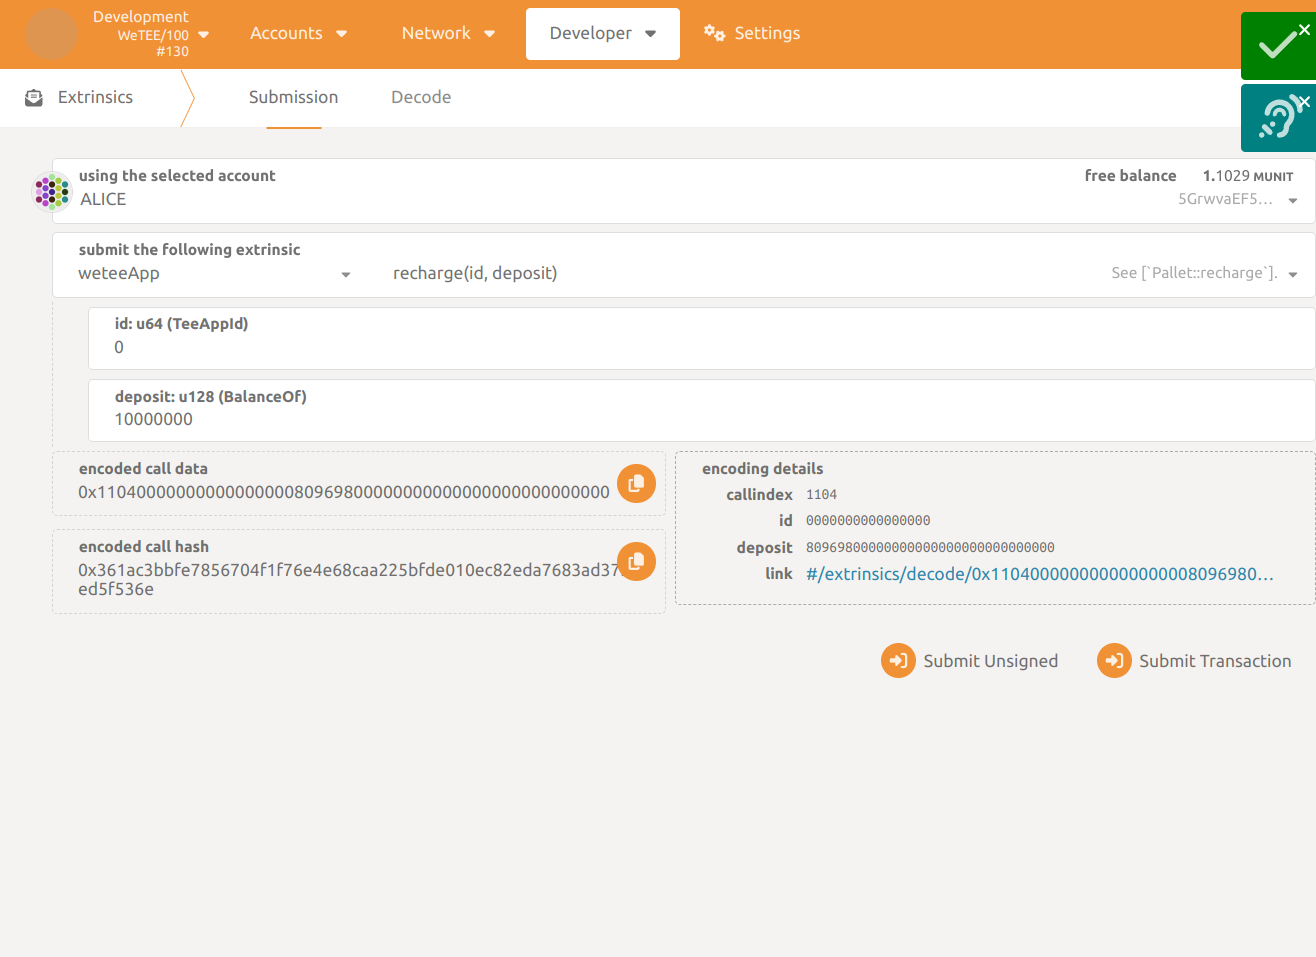 Development
WeTEE/100
#130
Accounts
Network
Developer
Settings
Extrinsics
Submission
Decode
using the selected account
ALICE
free balance 1.1029 MUNIT
5GrwvaEF5…
submit the following extrinsic
weteeApp
recharge(id, deposit)
See [`Pallet::recharge`].
id: u64 (TeeAppId)
0
deposit: u128 (BalanceOf)
10000000
encoded call data
0x1104000000000000000080969800000000000000000000000000
encoded call hash
0x361ac3bbfe7856704f1f76e4e68caa225bfde010ec82eda7683ad37
ed5f536e
encoding details
callindex 1104
id 0000000000000000
deposit 80969800000000000000000000000000
link #/extrinsics/decode/0x110400000000000000008096980…
Submit Unsigned
Submit Transaction